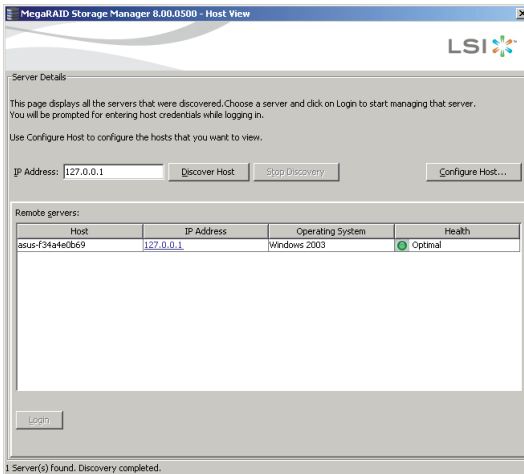 MegaRAID Storage Manager 8.00.0500 - Host View
LSI
Server Details
This page displays all the servers that were discovered.Choose a server and click on Login to start managing that server.
You will be prompted for entering host credentials while logging in.
Use Configure Host to configure the hosts that you want to view.
IP Address: 127.0.0.1 Discover Host Stop Discovery Configure Host...
Remote servers:
Host IP Address Operating System Health
asus-f34a4e0b69 127.0.0.1 Windows 2003 Optimal
Login
1 Server(s) found. Discovery completed.